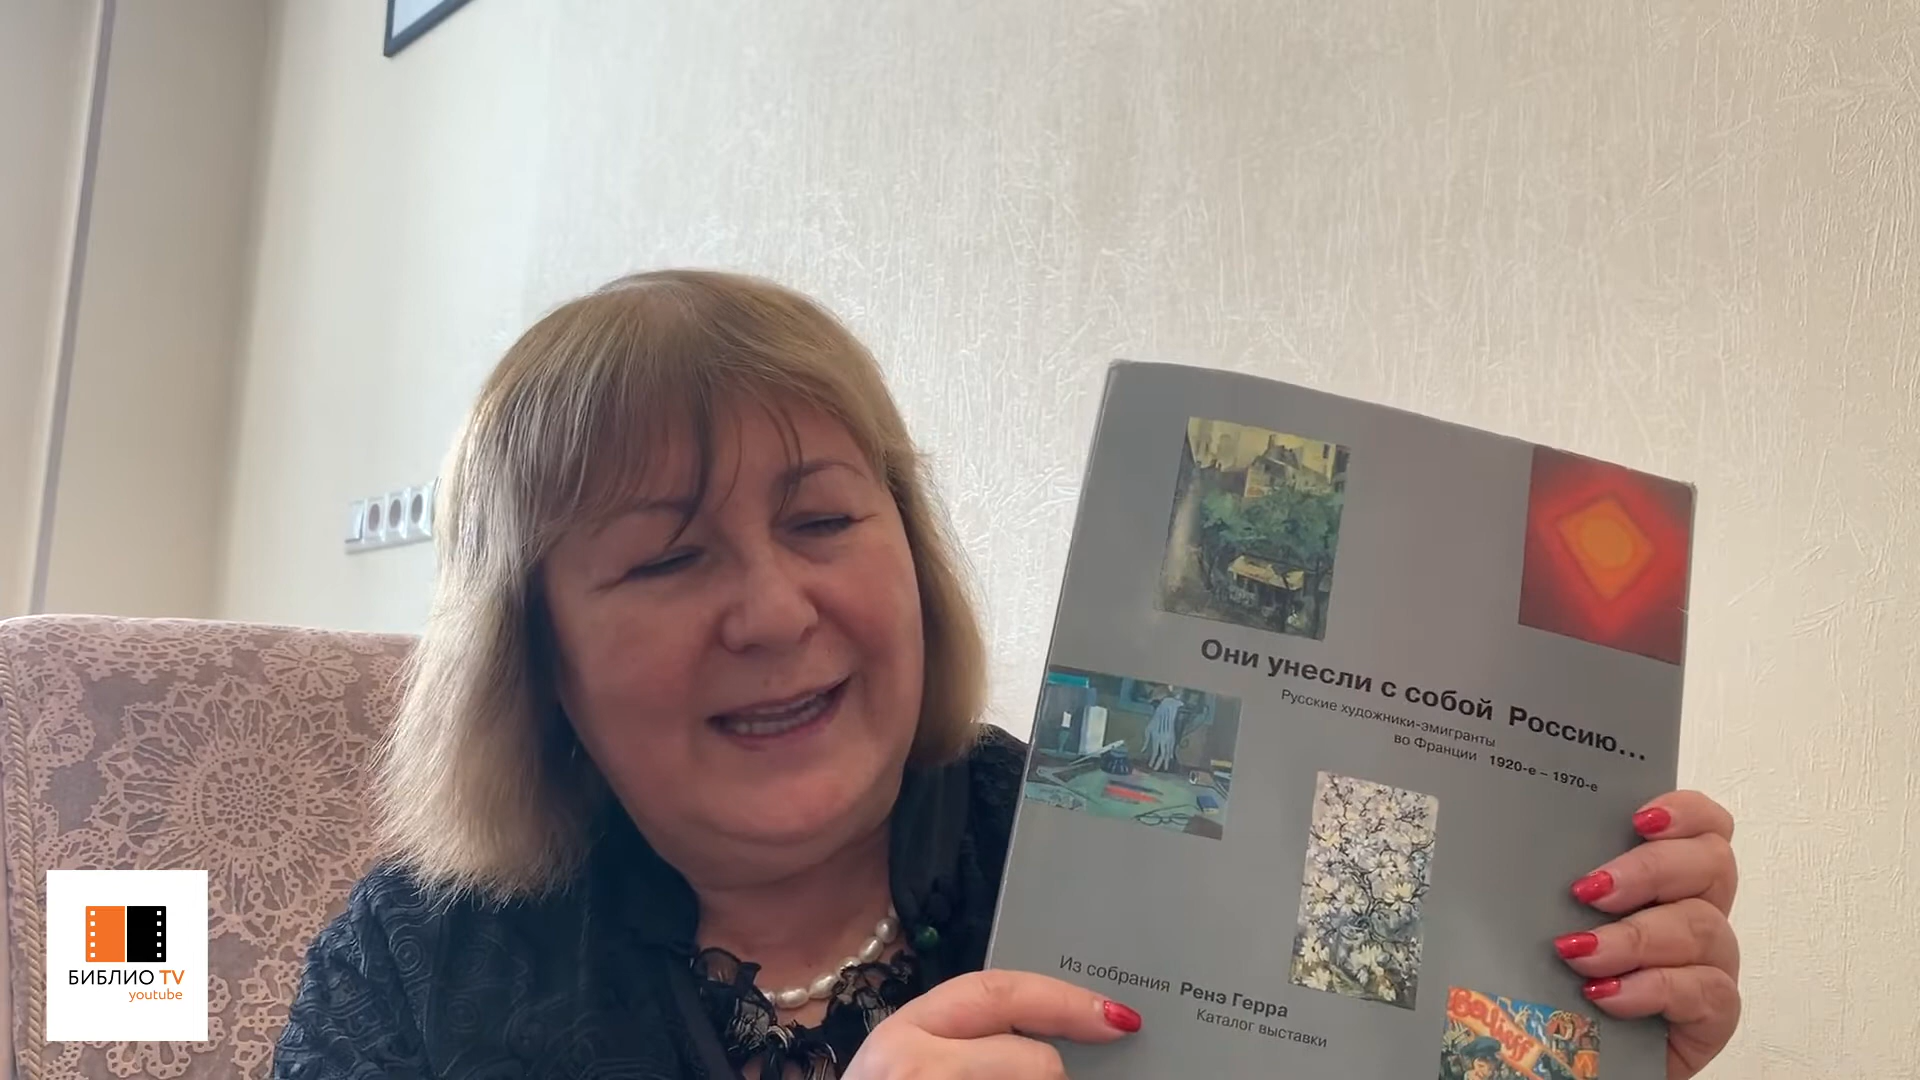 Они унесли с собой Россию...
Русские художники-эмигранты
во Франции 1920-е – 1970-е
Из собрания Ренэ Герра
Каталог выставки
Balieff
БИБЛИО TV
youtube